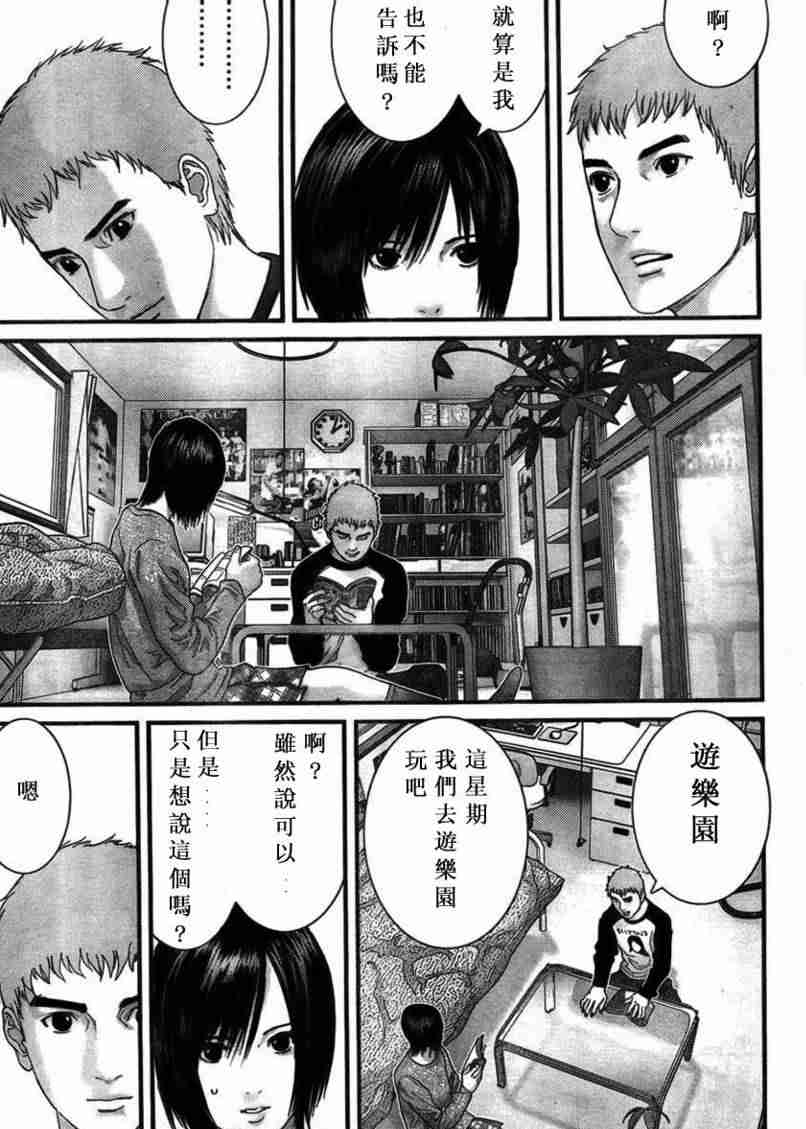 啊？
就算是我
也不能
告訴嗎？
………
遊樂園
這星期
我們去遊樂園
玩吧
啊？
雖然說可以…
但是……
只是想說這個嗎？
嗯